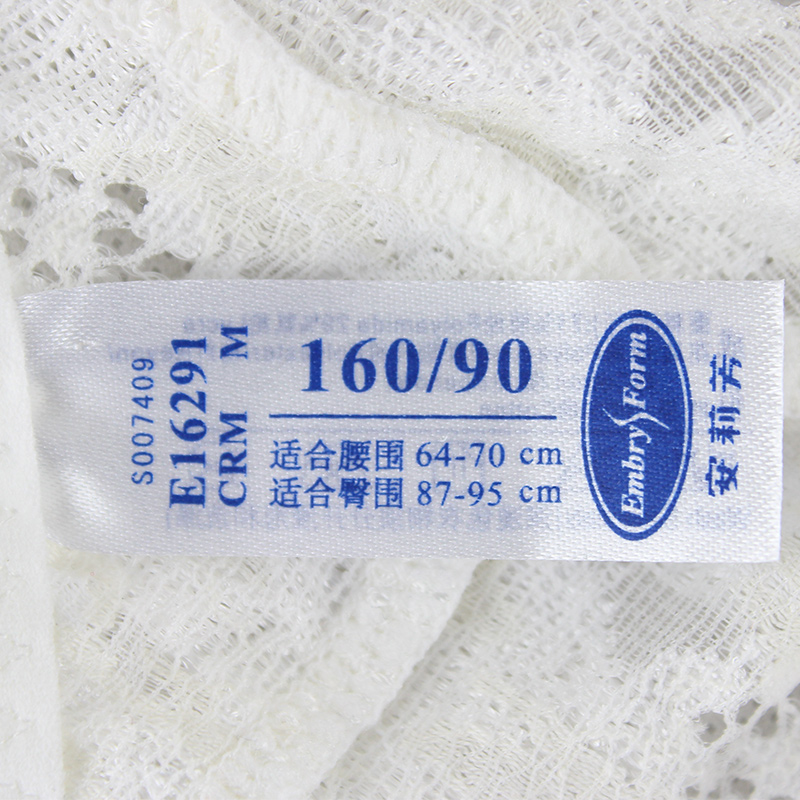 S007409
E16291
CRM M
160/90
适合腰围 64-70 cm
适合臀围 87-95 cm
Embry Form
安莉芳